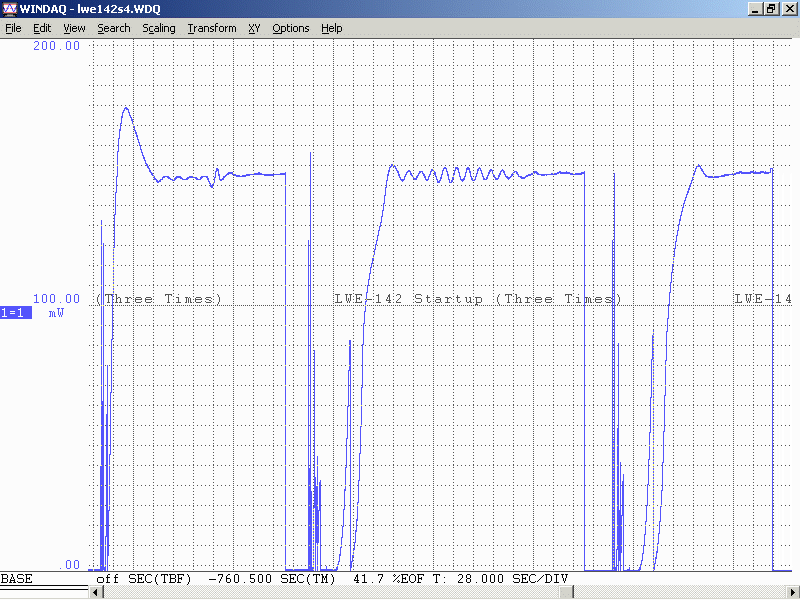 WINDAQ - lwe142s4.WDQ
File Edit View Search Scaling Transform XY Options Help
200.00
100.00 (Three Times) LWE-142 Startup (Three Times) LWE-14
1=1 mW
.00
BASE off SEC(TBF) -760.500 SEC(TM) 41.7 %EOF T: 28.000 SEC/DIV